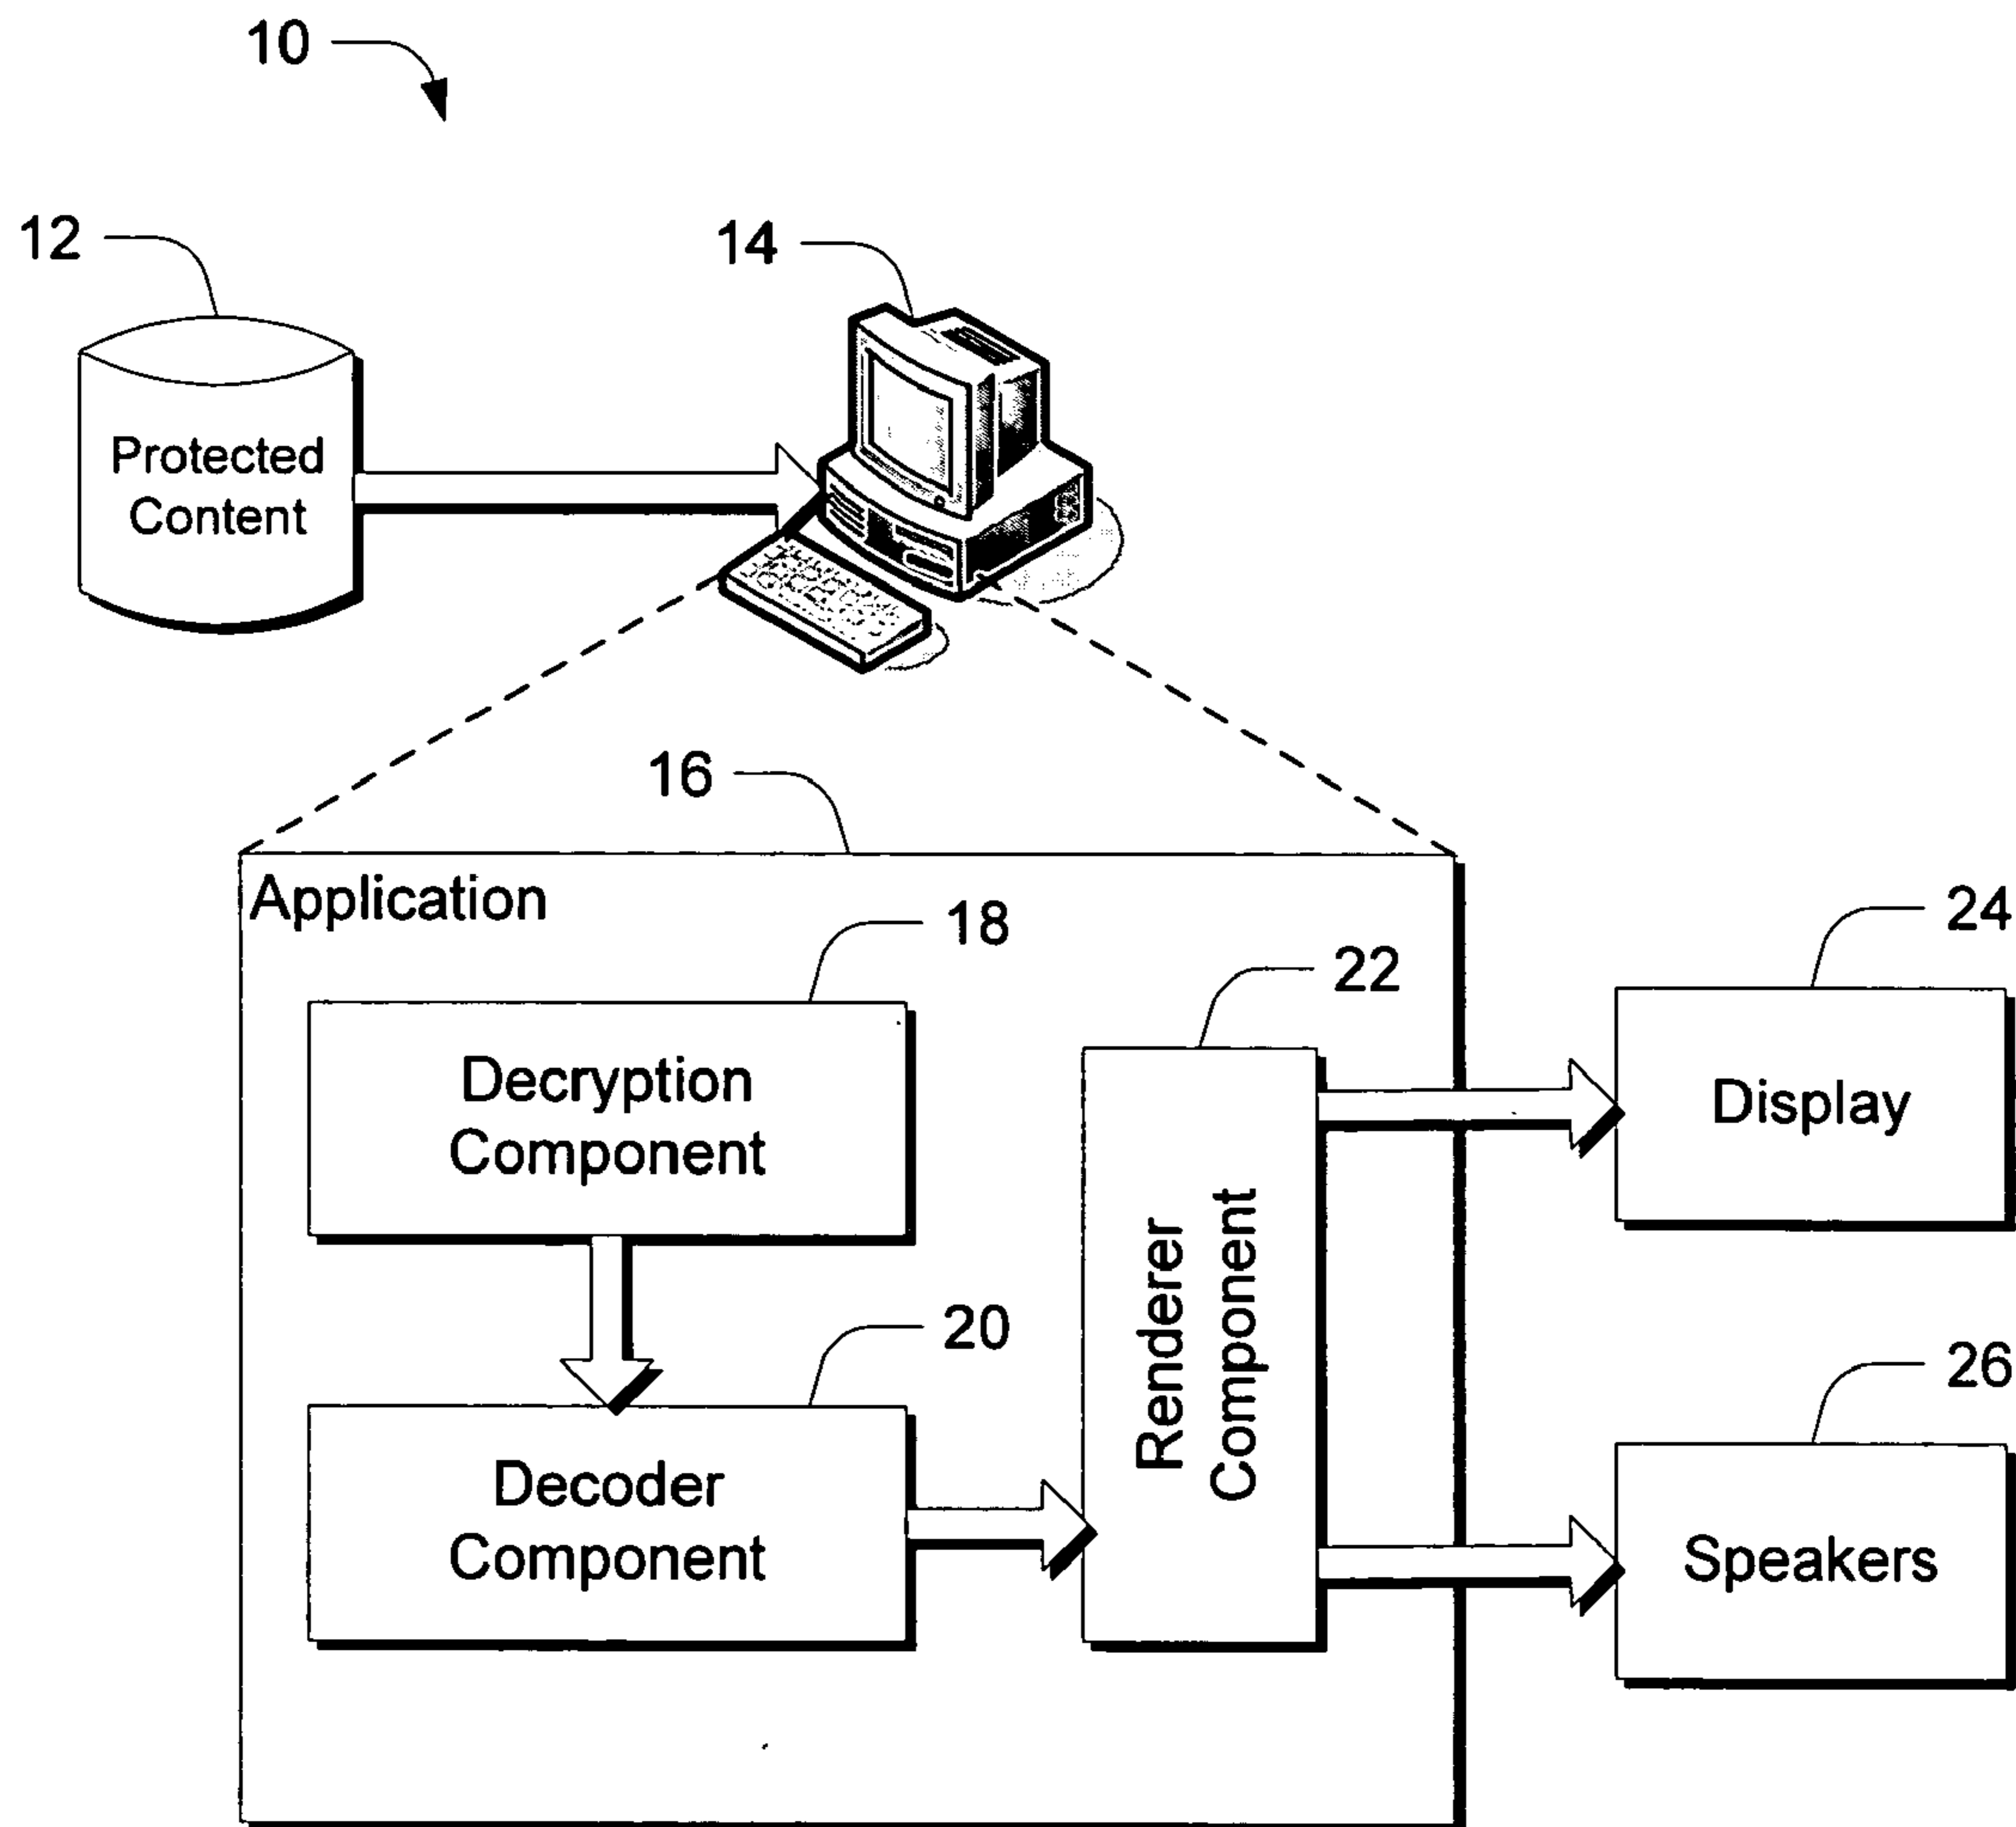 10
12
14
Protected
Content
16
Application
18
22
24
Decryption
Component
Display
Renderer
Component
20
26
Decoder
Component
Speakers